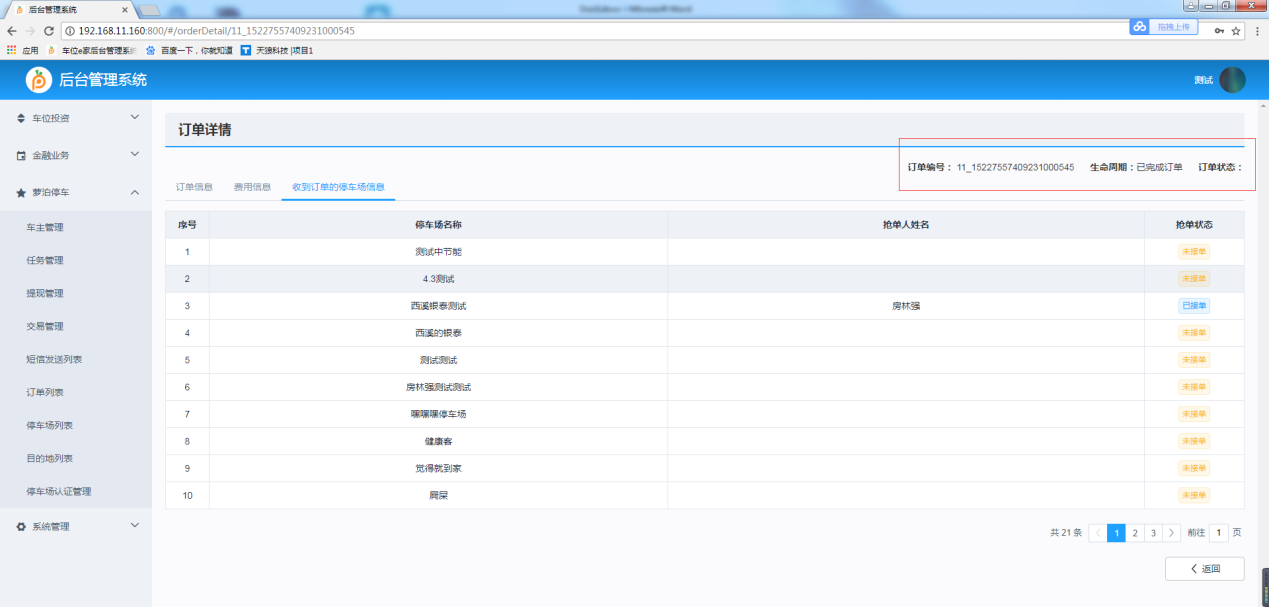 后台管理系统
192.168.11.160:800/#/orderDetail/11_15227557409231000545
拖拽上传
应用 车位e家后台管理系统 百度一下，你就知道 天狼科技 |项目1
后台管理系统
测试
车位投资
金融业务
萝泊停车
车主管理
任务管理
提现管理
交易管理
短信发送列表
订单列表
停车场列表
目的地列表
停车场认证管理
系统管理
订单详情
订单编号： 11_15227557409231000545 生命周期：已完成订单 订单状态：
订单信息 费用信息 收到订单的停车场信息
序号 停车场名称 抢单人姓名 抢单状态
1 测试中节能 未接单
2 4.3测试 未接单
3 西溪银泰测试 房林强 已接单
4 西溪的银泰 未接单
5 测试测试 未接单
6 房林强测试测试 未接单
7 嘿嘿嘿停车场 未接单
8 健康客 未接单
9 觉得就到家 未接单
10 屌屎 未接单
共 21 条 1 2 3 前往 1 页
返回